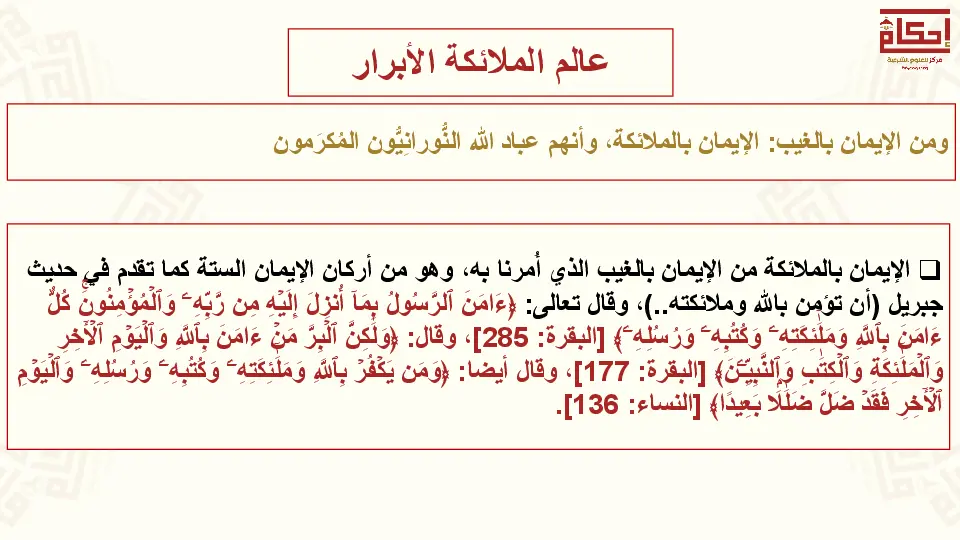 إحكام
مركز للعلوم الشرعية
عالم الملائكة الأبرار
ومن الإيمان بالغيب: الإيمان بالملائكة، وأنهم عباد الله النُّورانِيُّون المُكرَمون
❑ الإيمان بالملائكة من الإيمان بالغيب الذي أُمرنا به، وهو من أركان الإيمان الستة كما تقدم في حديث
جبريل (أن تؤمن بالله وملائكته..)، وقال تعالى: ﴿ءَامَنَ ٱلرَّسُولُ بِمَآ أُنزِلَ إِلَيۡهِ مِن رَّبِّهِۦ وَٱلۡمُؤۡمِنُونَۚ كُلٌّ
ءَامَنَ بِٱللَّهِ وَمَلَٰٓئِكَتِهِۦ وَكُتُبِهِۦ وَرُسُلِهِۦ﴾ [البقرة: 285]، وقال: ﴿وَلَٰكِنَّ ٱلۡبِرَّ مَنۡ ءَامَنَ بِٱللَّهِ وَٱلۡيَوۡمِ ٱلۡأٓخِرِ
وَٱلۡمَلَٰٓئِكَةِ وَٱلۡكِتَٰبِ وَٱلنَّبِيِّـۧنَ﴾ [البقرة: 177]، وقال أيضا: ﴿وَمَن يَكۡفُرۡ بِٱللَّهِ وَمَلَٰٓئِكَتِهِۦ وَكُتُبِهِۦ وَرُسُلِهِۦ وَٱلۡيَوۡمِ
ٱلۡأٓخِرِ فَقَدۡ ضَلَّ ضَلَٰلَۢا بَعِيدًا﴾ [النساء: 136].